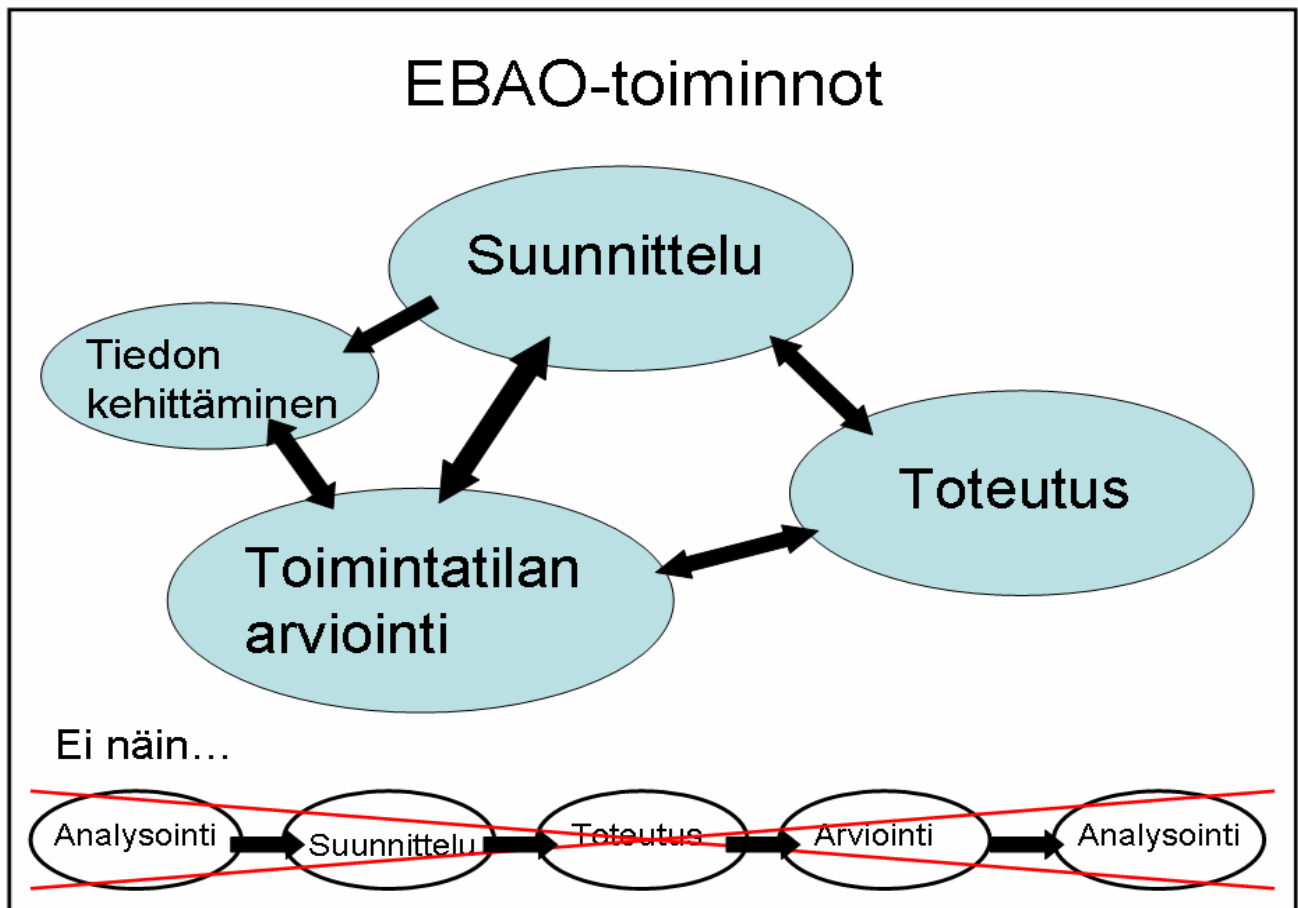 EBAO-toiminnot
Suunnittelu
Tiedon
kehittäminen
Toteutus
Toimintatilan
arviointi
Ei näin…
Analysointi
Suunnittelu
Toteutus
Arviointi
Analysointi